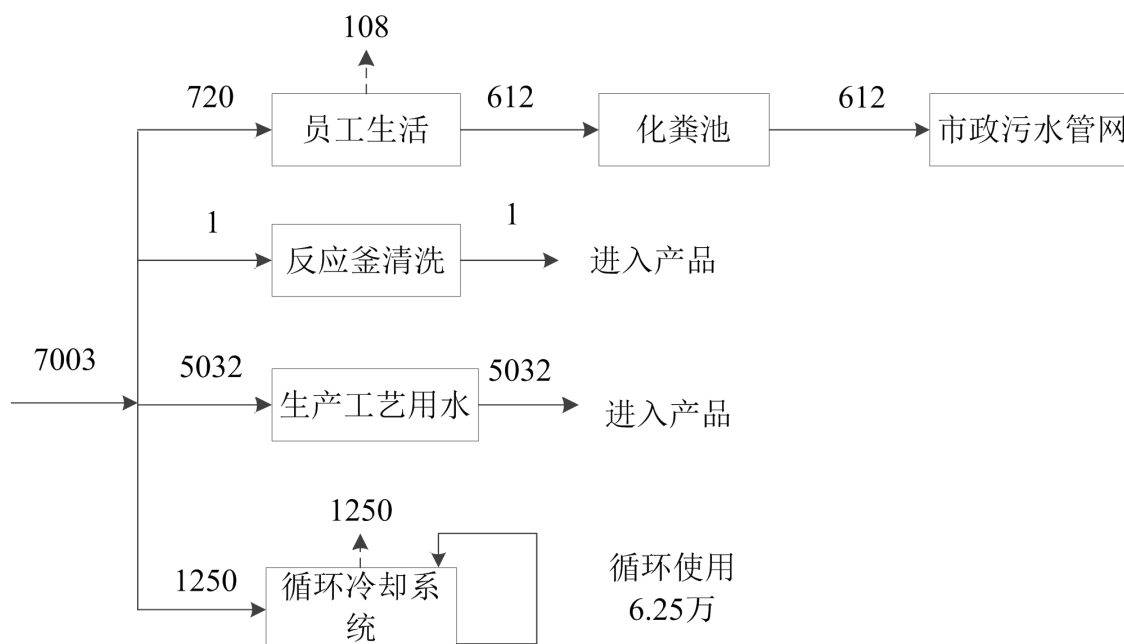 108
720
员工生活
612
化粪池
612
市政污水管网
1
反应釜清洗
1
进入产品
7003
5032
生产工艺用水
5032
进入产品
1250
1250
循环冷却系
统
循环使用
6.25万